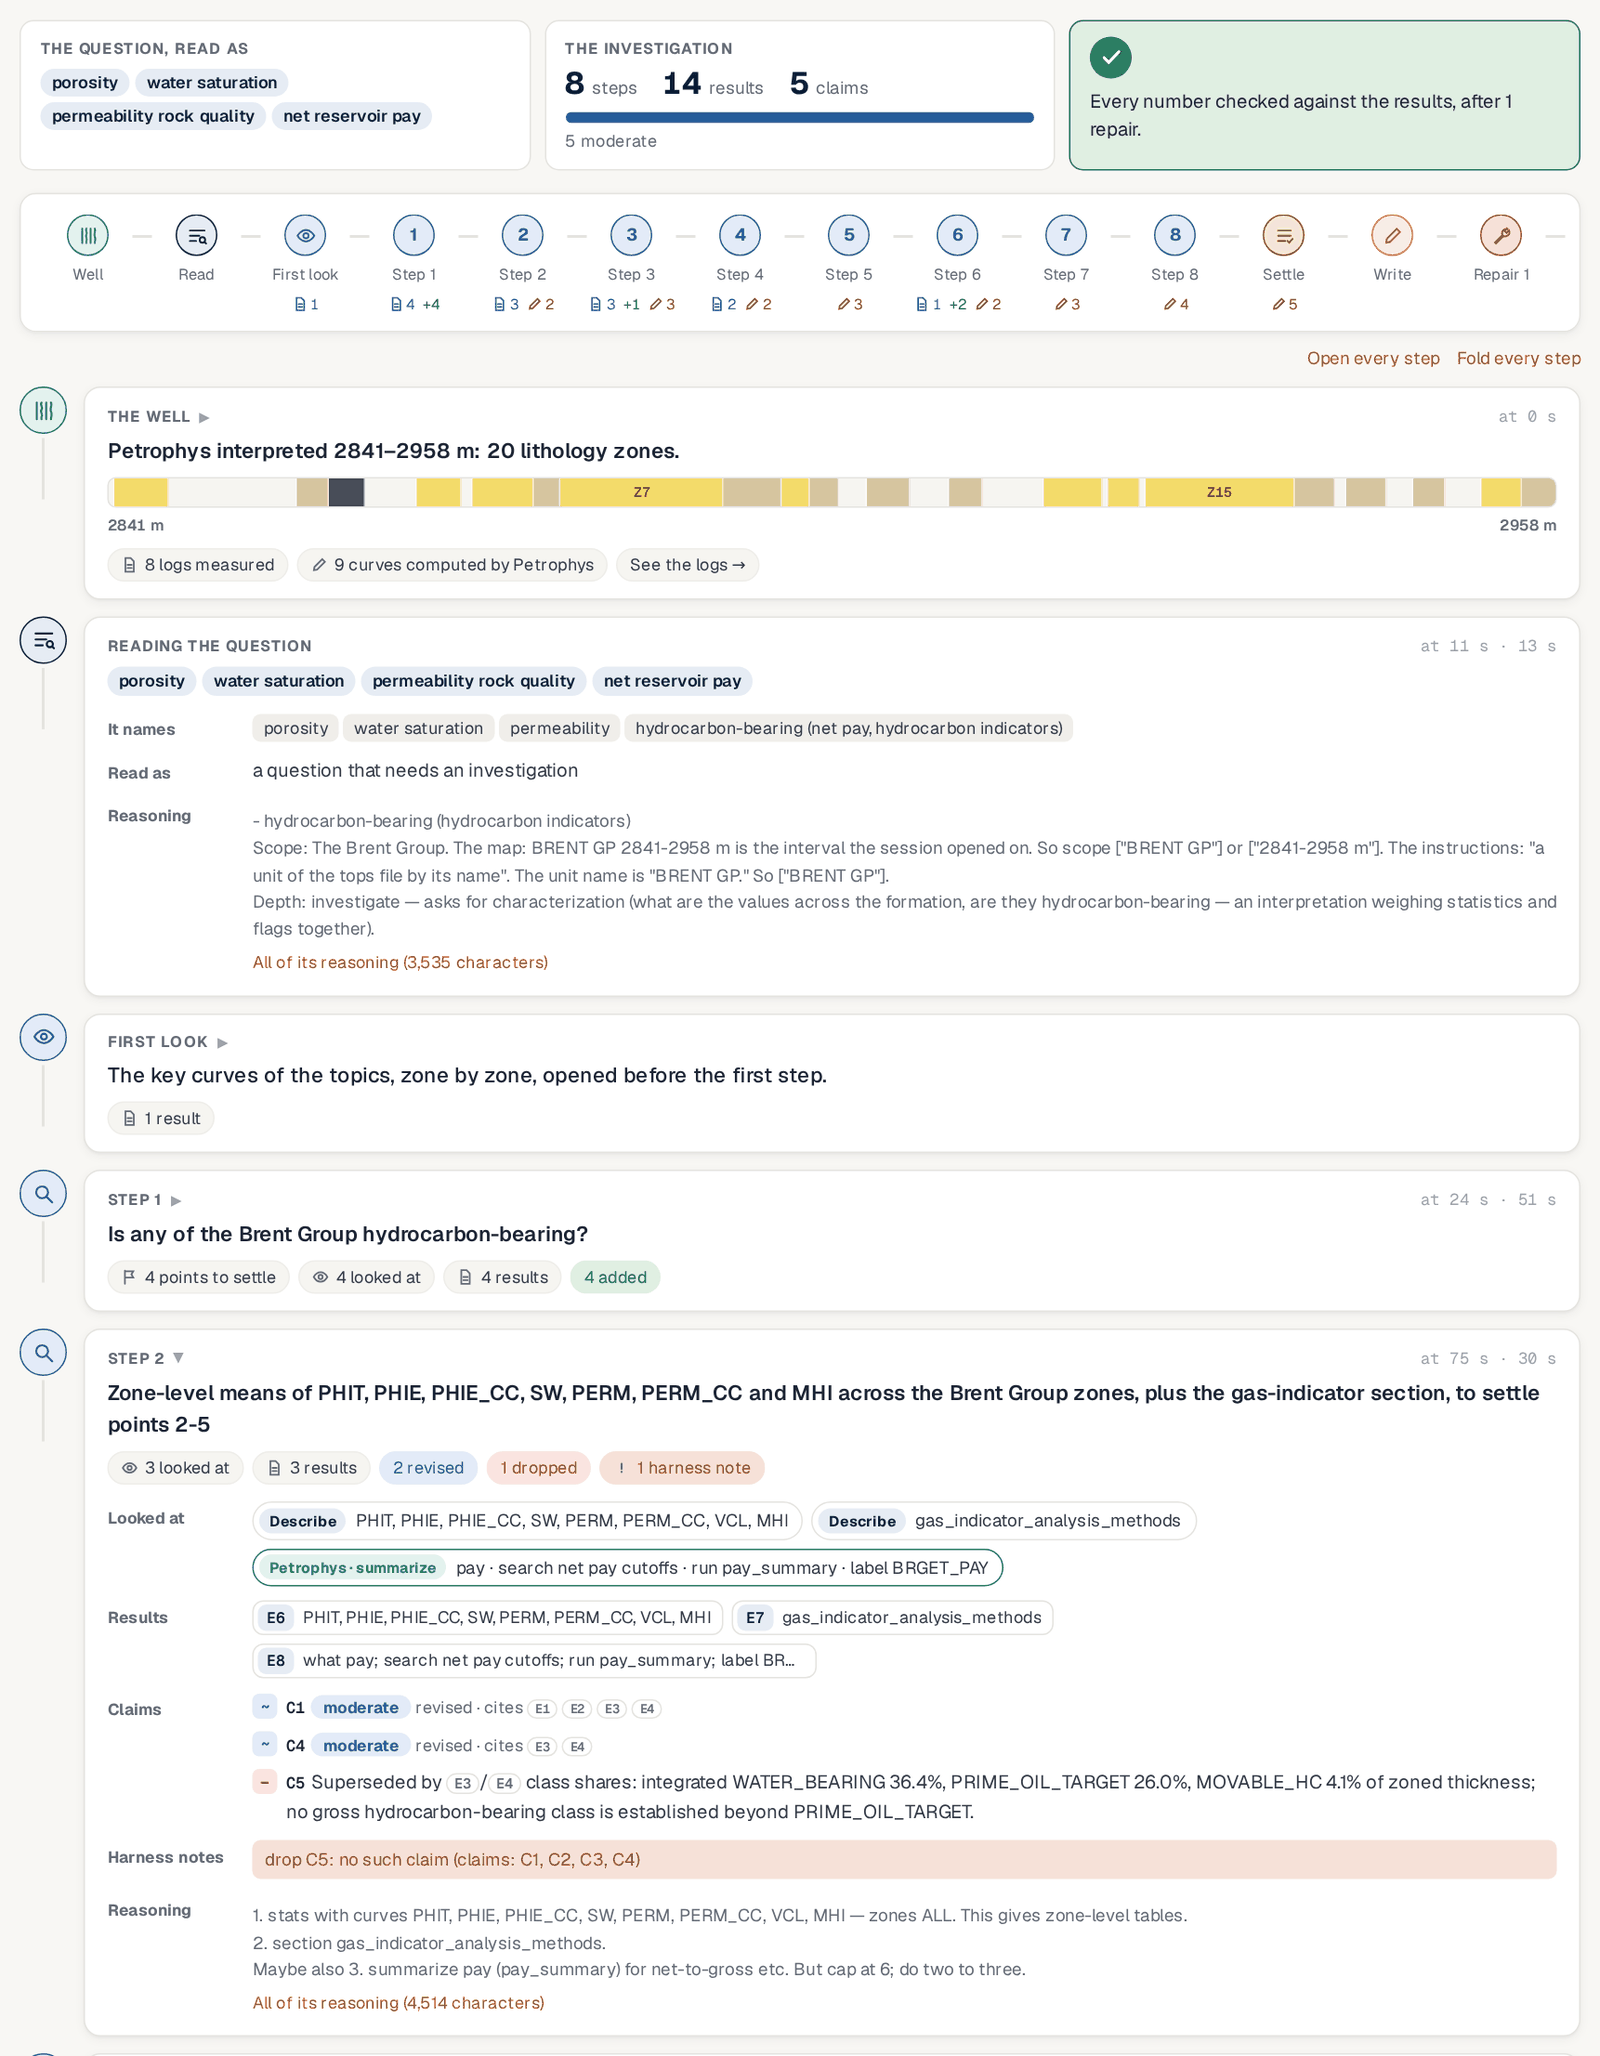 THE QUESTION, READ AS
porosity water saturation
permeability rock quality net reservoir pay
THE INVESTIGATION
8 steps 14 results 5 claims
5 moderate
Every number checked against the results, after 1
repair.
1 2 3 4 5 6 7 8
Well Read First look Step 1 Step 2 Step 3 Step 4 Step 5 Step 6 Step 7 Step 8 Settle Write Repair 1
1 4 +4 3 2 3 +1 3 2 2 3 1 +2 2 3 4 5
Open every step Fold every step
THE WELL ▶ at 0 s
Petrophys interpreted 2841–2958 m: 20 lithology zones.
Z7 Z15
2841 m 2958 m
8 logs measured 9 curves computed by Petrophys See the logs →
READING THE QUESTION at 11 s · 13 s
porosity water saturation permeability rock quality net reservoir pay
It names porosity water saturation permeability hydrocarbon-bearing (net pay, hydrocarbon indicators)
Read as a question that needs an investigation
Reasoning - hydrocarbon-bearing (hydrocarbon indicators)
Scope: The Brent Group. The map: BRENT GP 2841-2958 m is the interval the session opened on. So scope ["BRENT GP"] or ["2841-2958 m"]. The instructions: "a
unit of the tops file by its name". The unit name is "BRENT GP." So ["BRENT GP"].
Depth: investigate — asks for characterization (what are the values across the formation, are they hydrocarbon-bearing — an interpretation weighing statistics and
flags together).
All of its reasoning (3,535 characters)
FIRST LOOK ▶
The key curves of the topics, zone by zone, opened before the first step.
1 result
STEP 1 ▶ at 24 s · 51 s
Is any of the Brent Group hydrocarbon-bearing?
4 points to settle 4 looked at 4 results 4 added
STEP 2 ▼ at 75 s · 30 s
Zone-level means of PHIT, PHIE, PHIE_CC, SW, PERM, PERM_CC and MHI across the Brent Group zones, plus the gas-indicator section, to settle
points 2-5
3 looked at 3 results 2 revised 1 dropped ! 1 harness note
Looked at Describe PHIT, PHIE, PHIE_CC, SW, PERM, PERM_CC, VCL, MHI Describe gas_indicator_analysis_methods
Petrophys · summarize pay · search net pay cutoffs · run pay_summary · label BRGET_PAY
Results E6 PHIT, PHIE, PHIE_CC, SW, PERM, PERM_CC, VCL, MHI E7 gas_indicator_analysis_methods
E8 what pay; search net pay cutoffs; run pay_summary; label BR...
Claims ~ C1 moderate revised · cites E1 E2 E3 E4
~ C4 moderate revised · cites E3 E4
– C5 Superseded by E3/E4 class shares: integrated WATER_BEARING 36.4%, PRIME_OIL_TARGET 26.0%, MOVABLE_HC 4.1% of zoned thickness;
no gross hydrocarbon-bearing class is established beyond PRIME_OIL_TARGET.
Harness notes drop C5: no such claim (claims: C1, C2, C3, C4)
Reasoning 1. stats with curves PHIT, PHIE, PHIE_CC, SW, PERM, PERM_CC, VCL, MHI — zones ALL. This gives zone-level tables.
2. section gas_indicator_analysis_methods.
Maybe also 3. summarize pay (pay_summary) for net-to-gross etc. But cap at 6; do two to three.
All of its reasoning (4,514 characters)